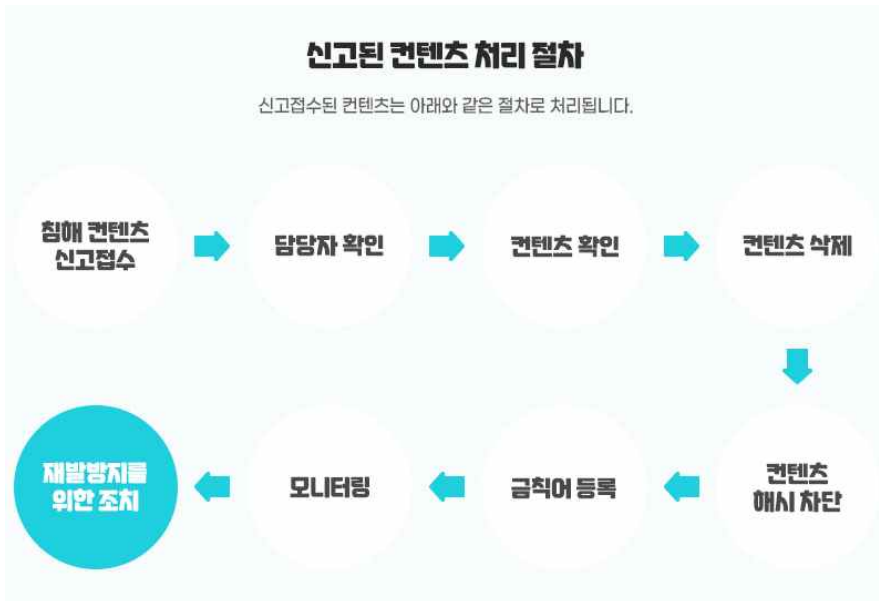 신고된 컨텐츠 처리 절차
신고접수된 컨텐츠는 아래와 같은 절차로 처리됩니다.
침해 컨텐츠
신고접수
담당자 확인
컨텐츠 확인
컨텐츠 삭제
컨텐츠
해시 차단
금칙어 등록
모니터링
재발방지를
위한 조치